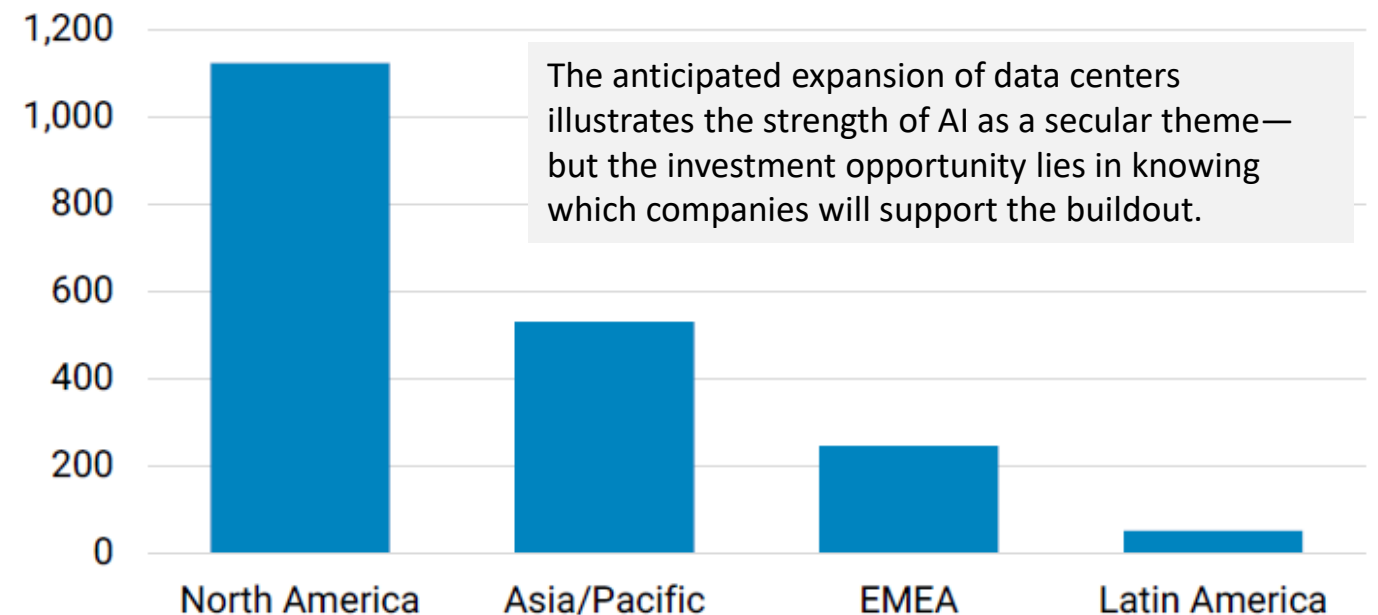 1,200
The anticipated expansion of data centers
illustrates the strength of AI as a secular theme—
but the investment opportunity lies in knowing
which companies will support the buildout.
1,000
800
600
400
200
0
North America Asia/Pacific EMEA Latin America